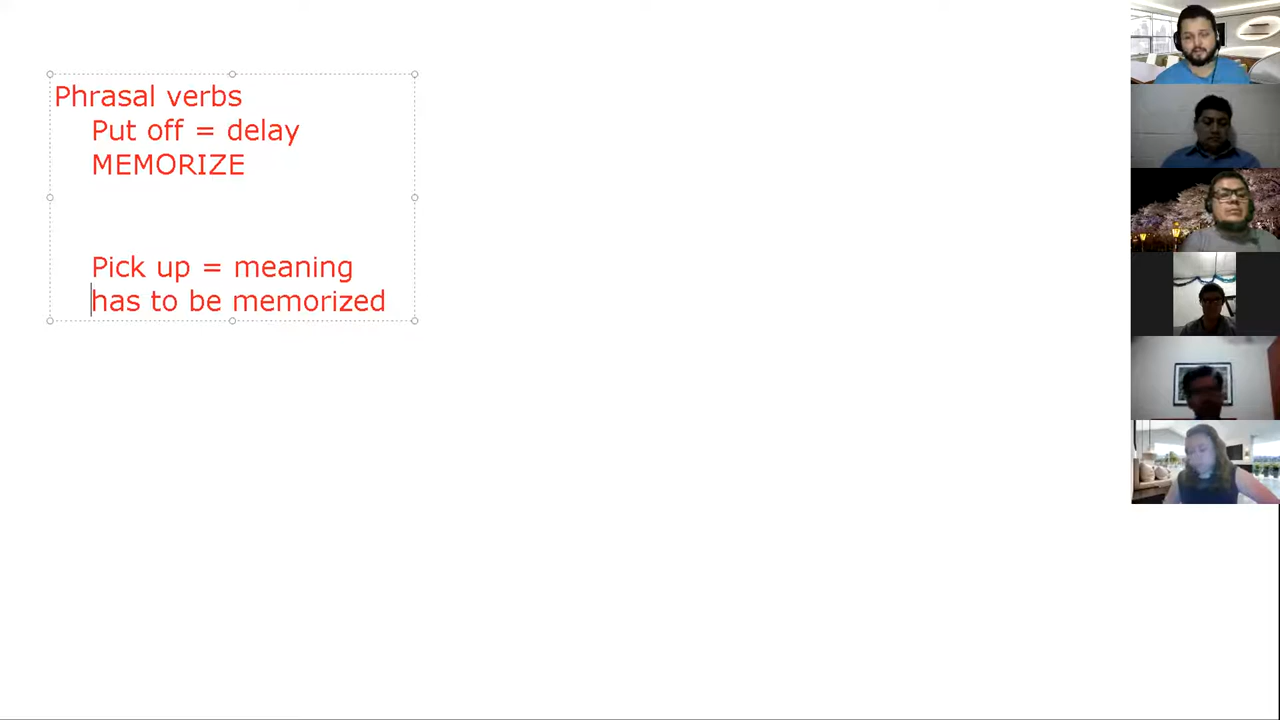 Phrasal verbs
Put off = delay
MEMORIZE
Pick up = meaning
has to be memorized